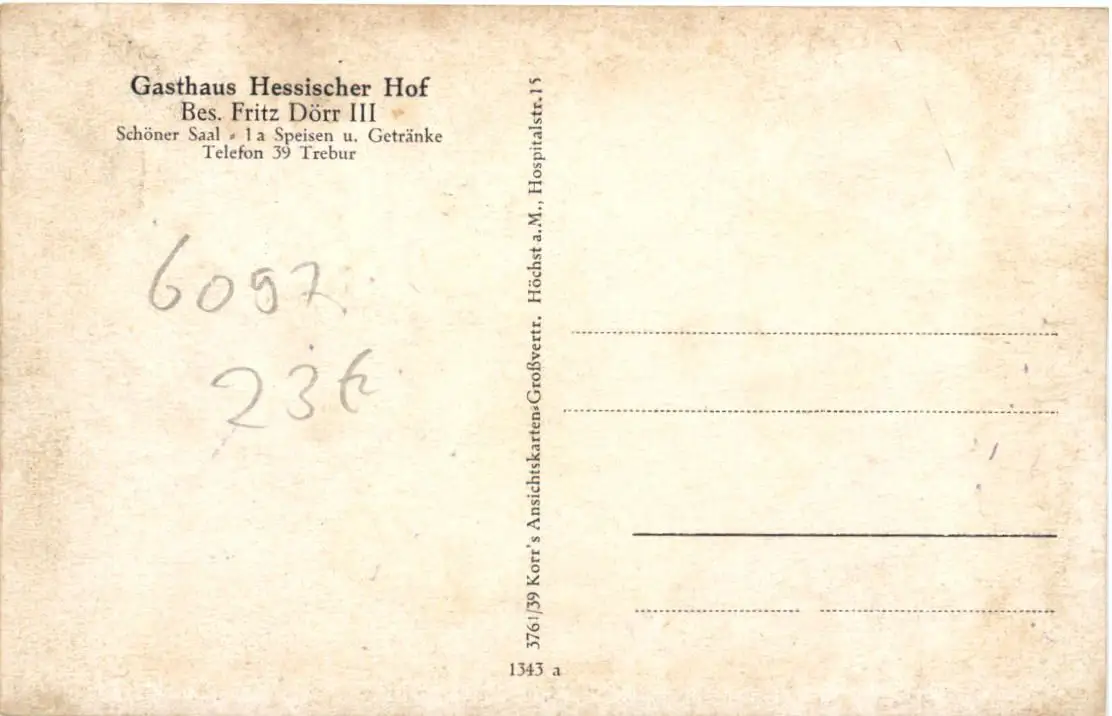 Gasthaus Hessischer Hof
Bes. Fritz Dörr III
Schöner Saal - 1a Speisen u. Getränke
Telefon 39 Trebur
6097
23€
3761/39 Korr's Ansichtskarten-Großvertr. Höchst a.M., Hospitalstr. 15
1343 a